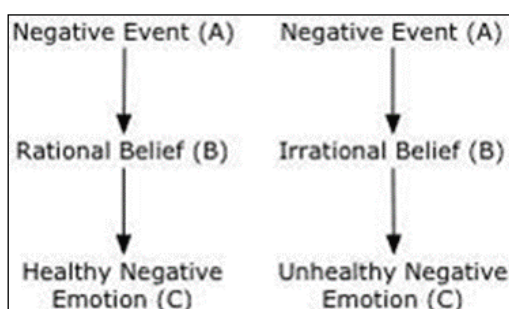 Negative Event (A)
Rational Belief (B)
Healthy Negative
Emotion (C)
Negative Event (A)
Irrational Belief (B)
Unhealthy Negative
Emotion (C)